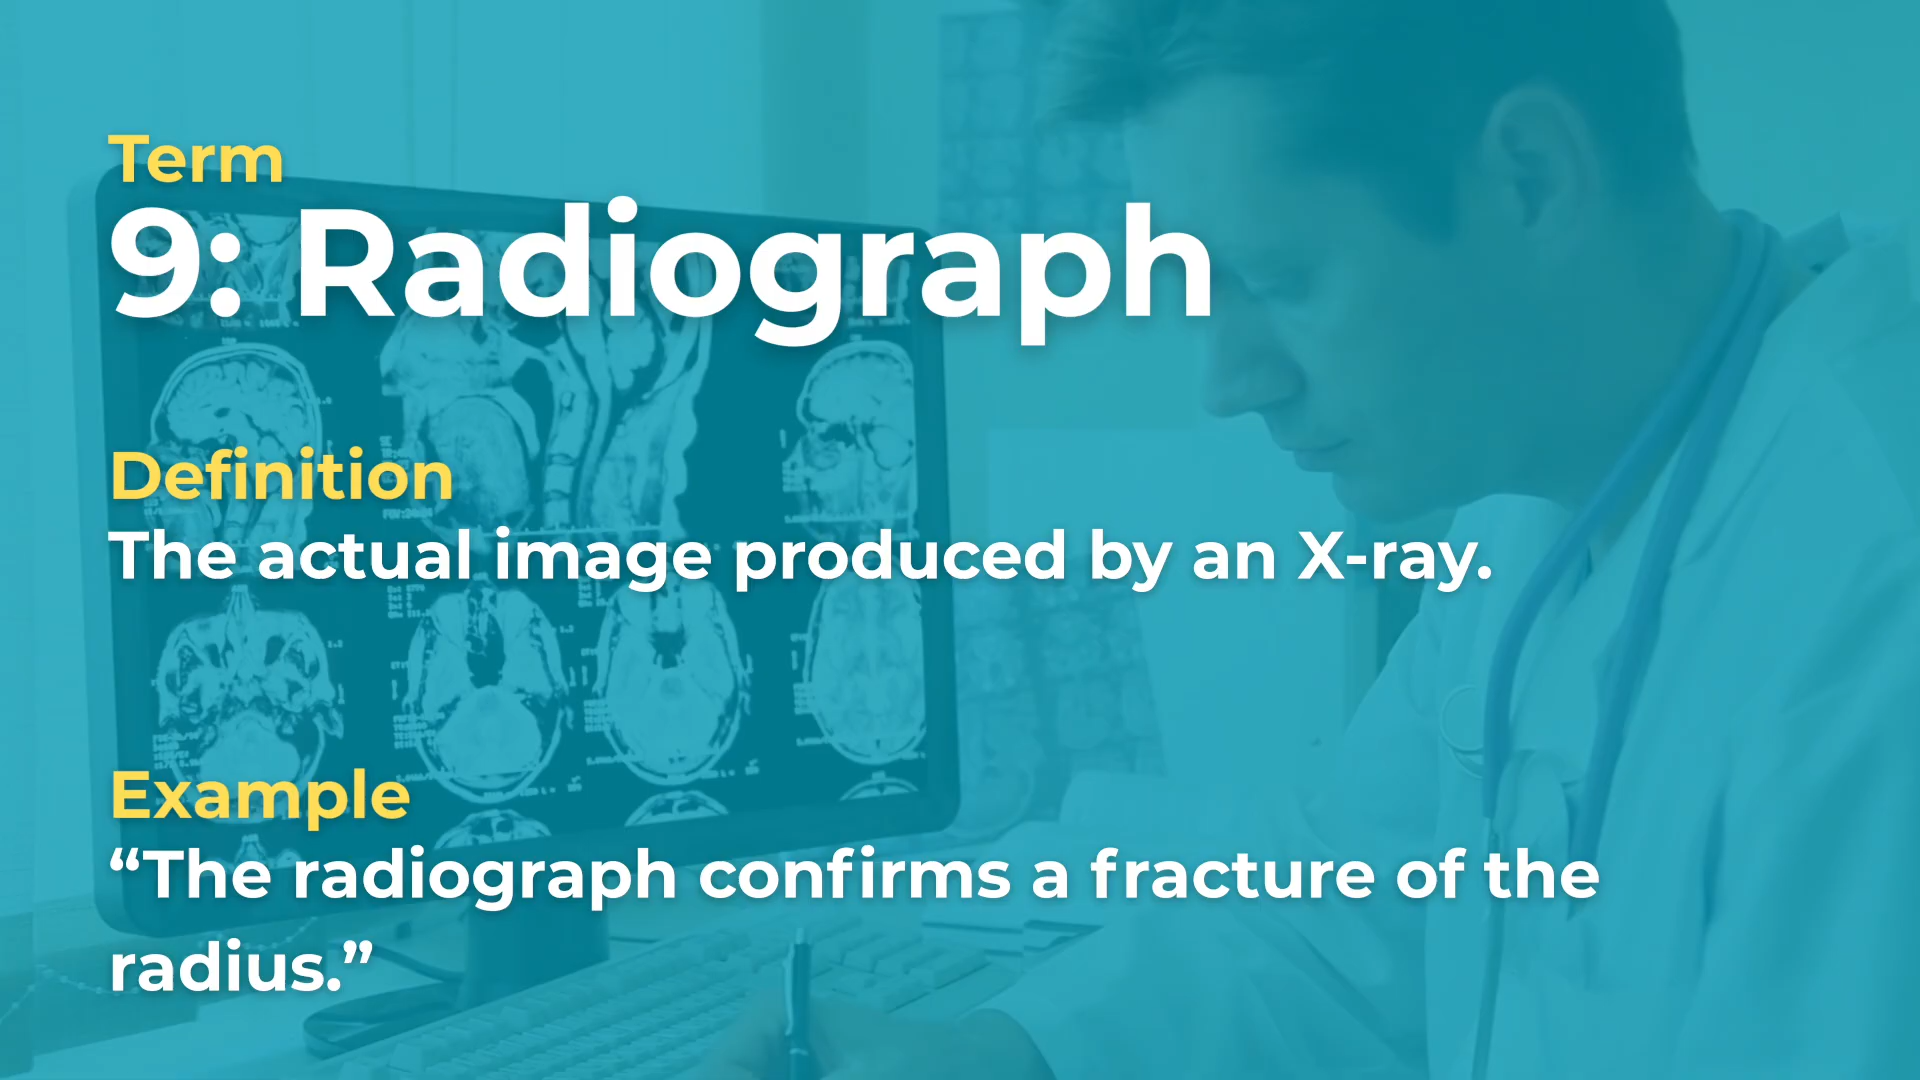 Term
9: Radiograph
Definition
The actual image produced by an X-ray.
Example
“The radiograph confirms a fracture of the
radius.”